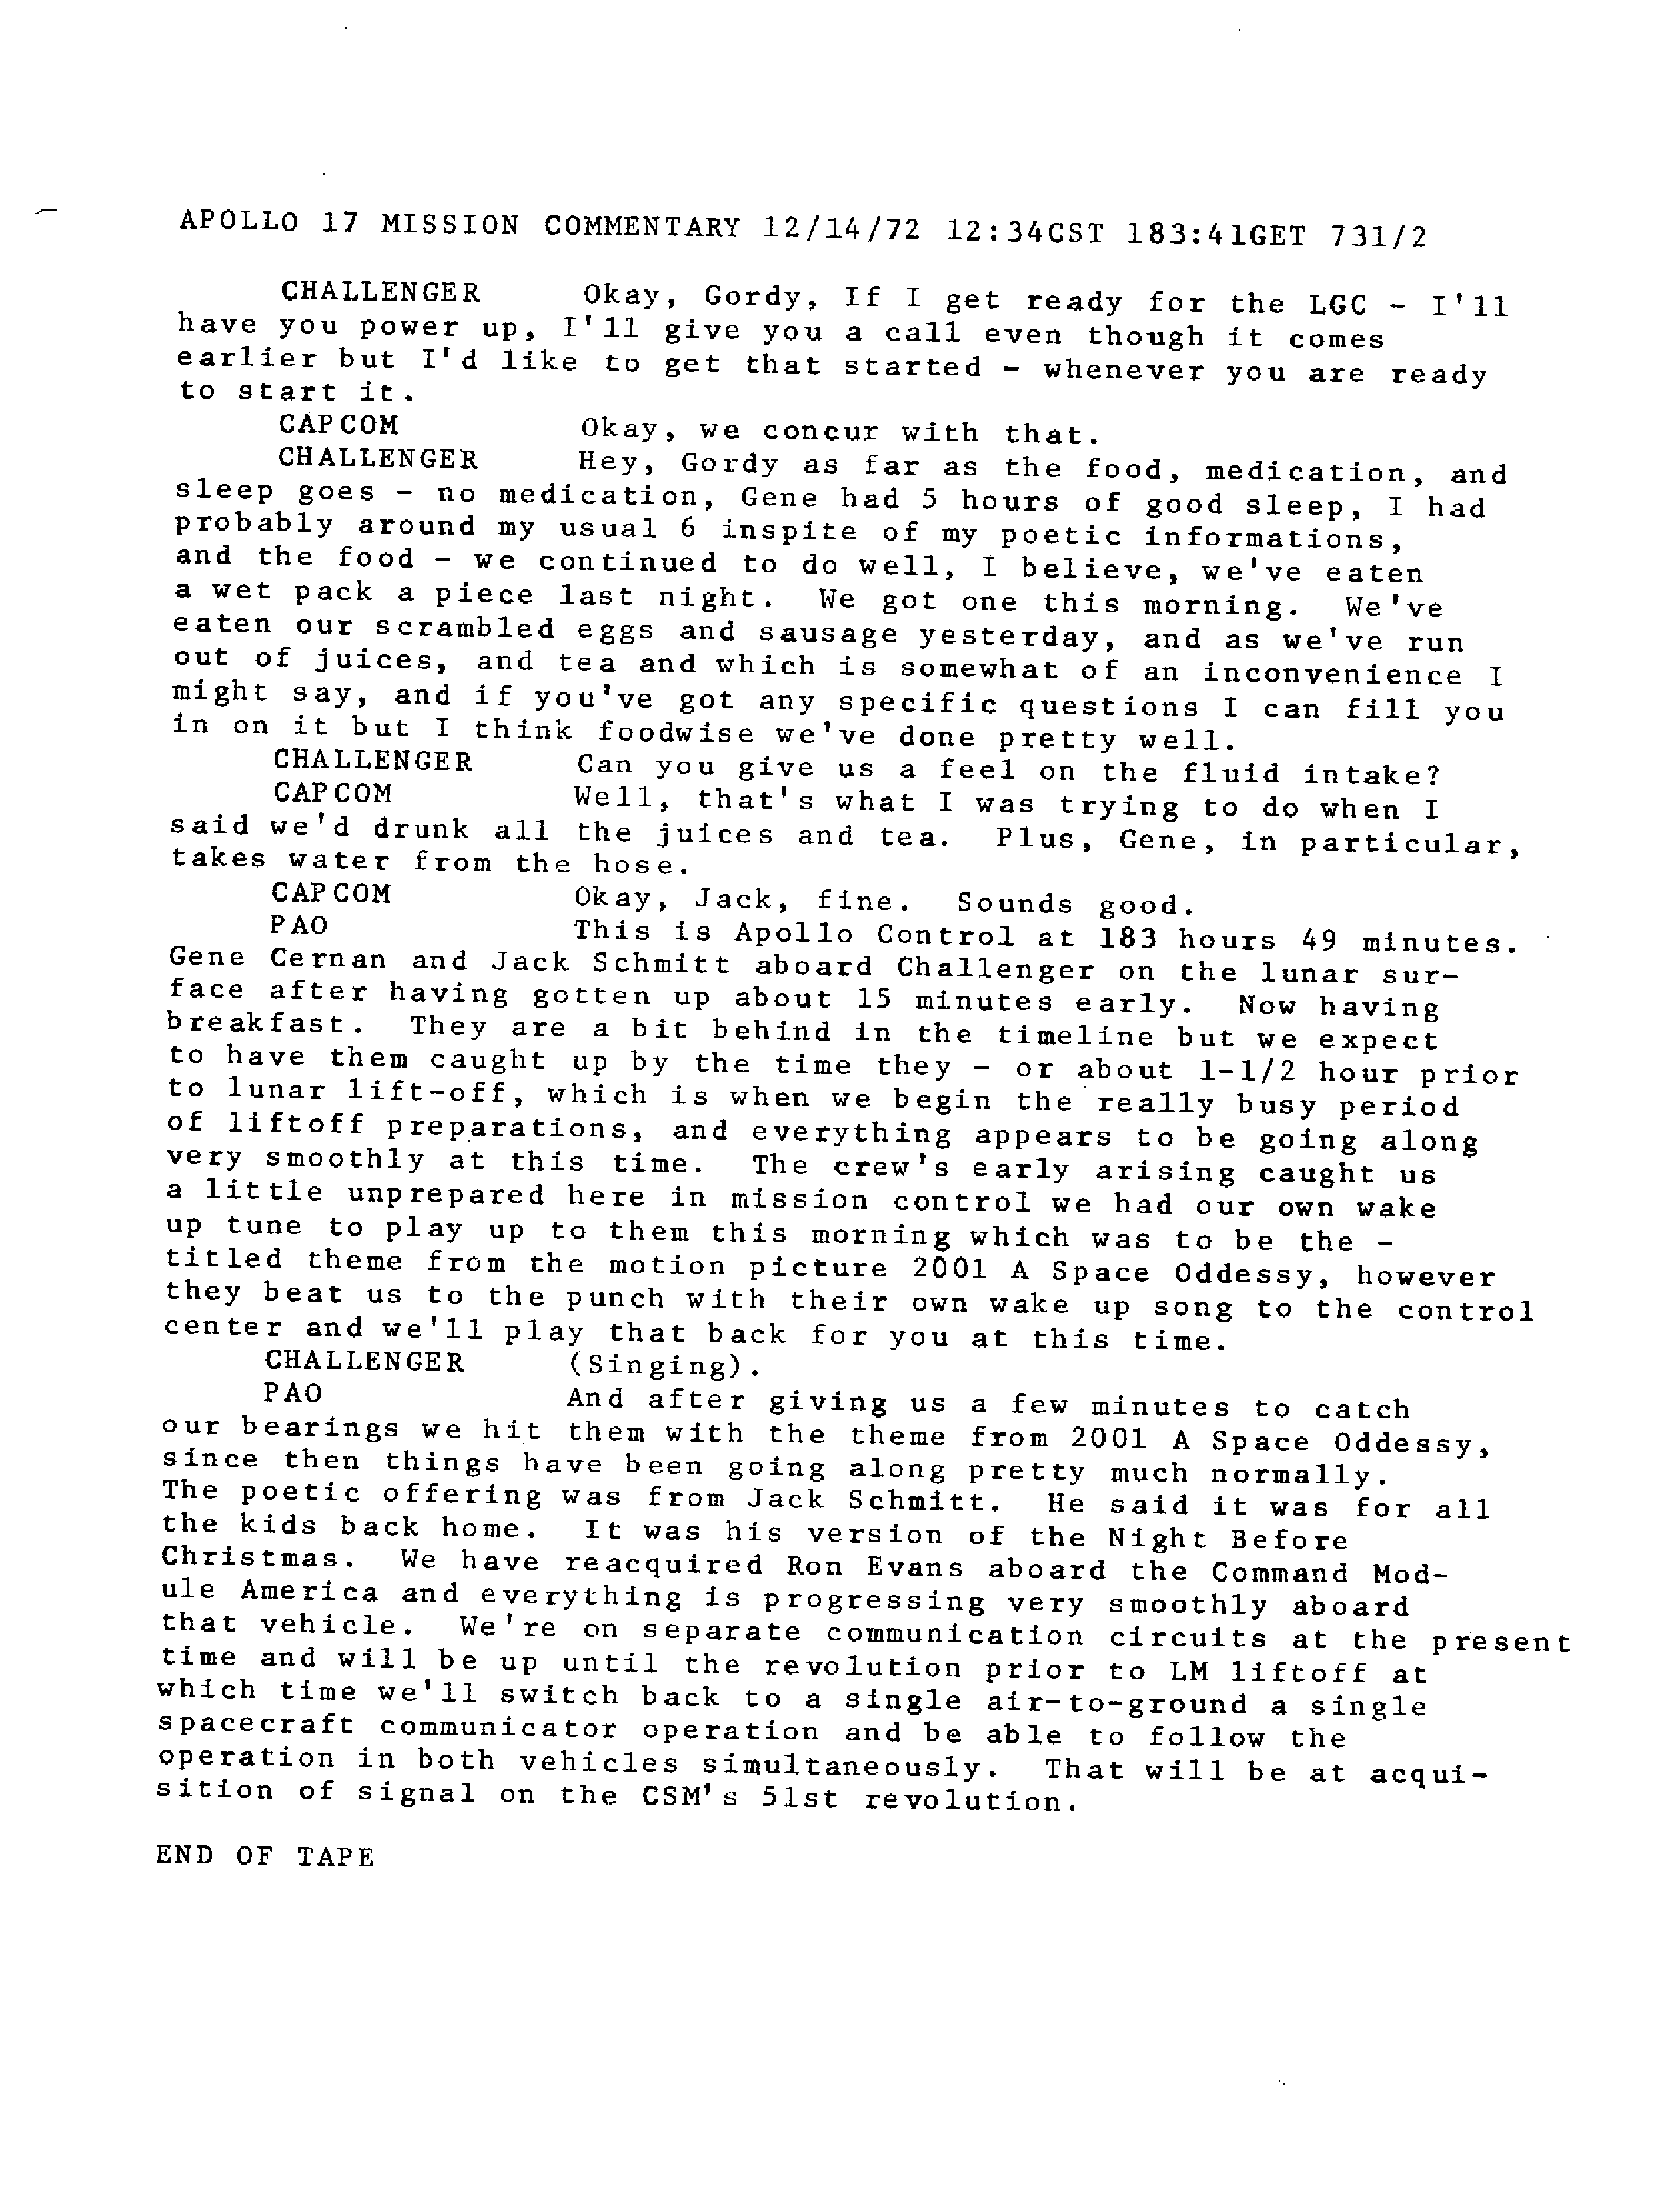 APOLLO 17 MISSION COMMENTARY 12/14/72 12:34CST 183:41GET 731/2
CHALLENGER Okay, Gordy, If I get ready for the LGC - I'll
have you power up, I'll give you a call even though it comes
earlier but I'd like to get that started - whenever you are ready
to start it.
CAPCOM Okay, we concur with that.
CHALLENGER Hey, Gordy as far as the food, medication, and
sleep goes - no medication, Gene had 5 hours of good sleep, I had
probably around my usual 6 inspite of my poetic informations,
and the food - we continued to do well, I believe, we've eaten
a wet pack a piece last night. We got one this morning. We've
eaten our scrambled eggs and sausage yesterday, and as we've run
out of juices, and tea and which is somewhat of an inconvenience I
might say, and if you've got any specific questions I can fill you
in on it but I think foodwise we've done pretty well.
CHALLENGER Can you give us a feel on the fluid intake?
CAPCOM Well, that's what I was trying to do when I
said we'd drunk all the juices and tea. Plus, Gene, in particular,
takes water from the hose.
CAPCOM Okay, Jack, fine. Sounds good.
PAO This is Apollo Control at 183 hours 49 minutes.
Gene Cernan and Jack Schmitt aboard Challenger on the lunar sur-
face after having gotten up about 15 minutes early. Now having
breakfast. They are a bit behind in the timeline but we expect
to have them caught up by the time they - or about 1-1/2 hour prior
to lunar lift-off, which is when we begin the really busy period
of liftoff preparations, and everything appears to be going along
very smoothly at this time. The crew's early arising caught us
a little unprepared here in mission control we had our own wake
up tune to play up to them this morning which was to be the -
titled theme from the motion picture 2001 A Space Oddessy, however
they beat us to the punch with their own wake up song to the control
center and we'll play that back for you at this time.
CHALLENGER (Singing).
PAO And after giving us a few minutes to catch
our bearings we hit them with the theme from 2001 A Space Oddessy,
since then things have been going along pretty much normally.
The poetic offering was from Jack Schmitt. He said it was for all
the kids back home. It was his version of the Night Before
Christmas. We have reacquired Ron Evans aboard the Command Mod-
ule America and everything is progressing very smoothly aboard
that vehicle. We're on separate communication circuits at the present
time and will be up until the revolution prior to LM liftoff at
which time we'll switch back to a single air-to-ground a single
spacecraft communicator operation and be able to follow the
operation in both vehicles simultaneously. That will be at acqui-
sition of signal on the CSM's 51st revolution.
END OF TAPE